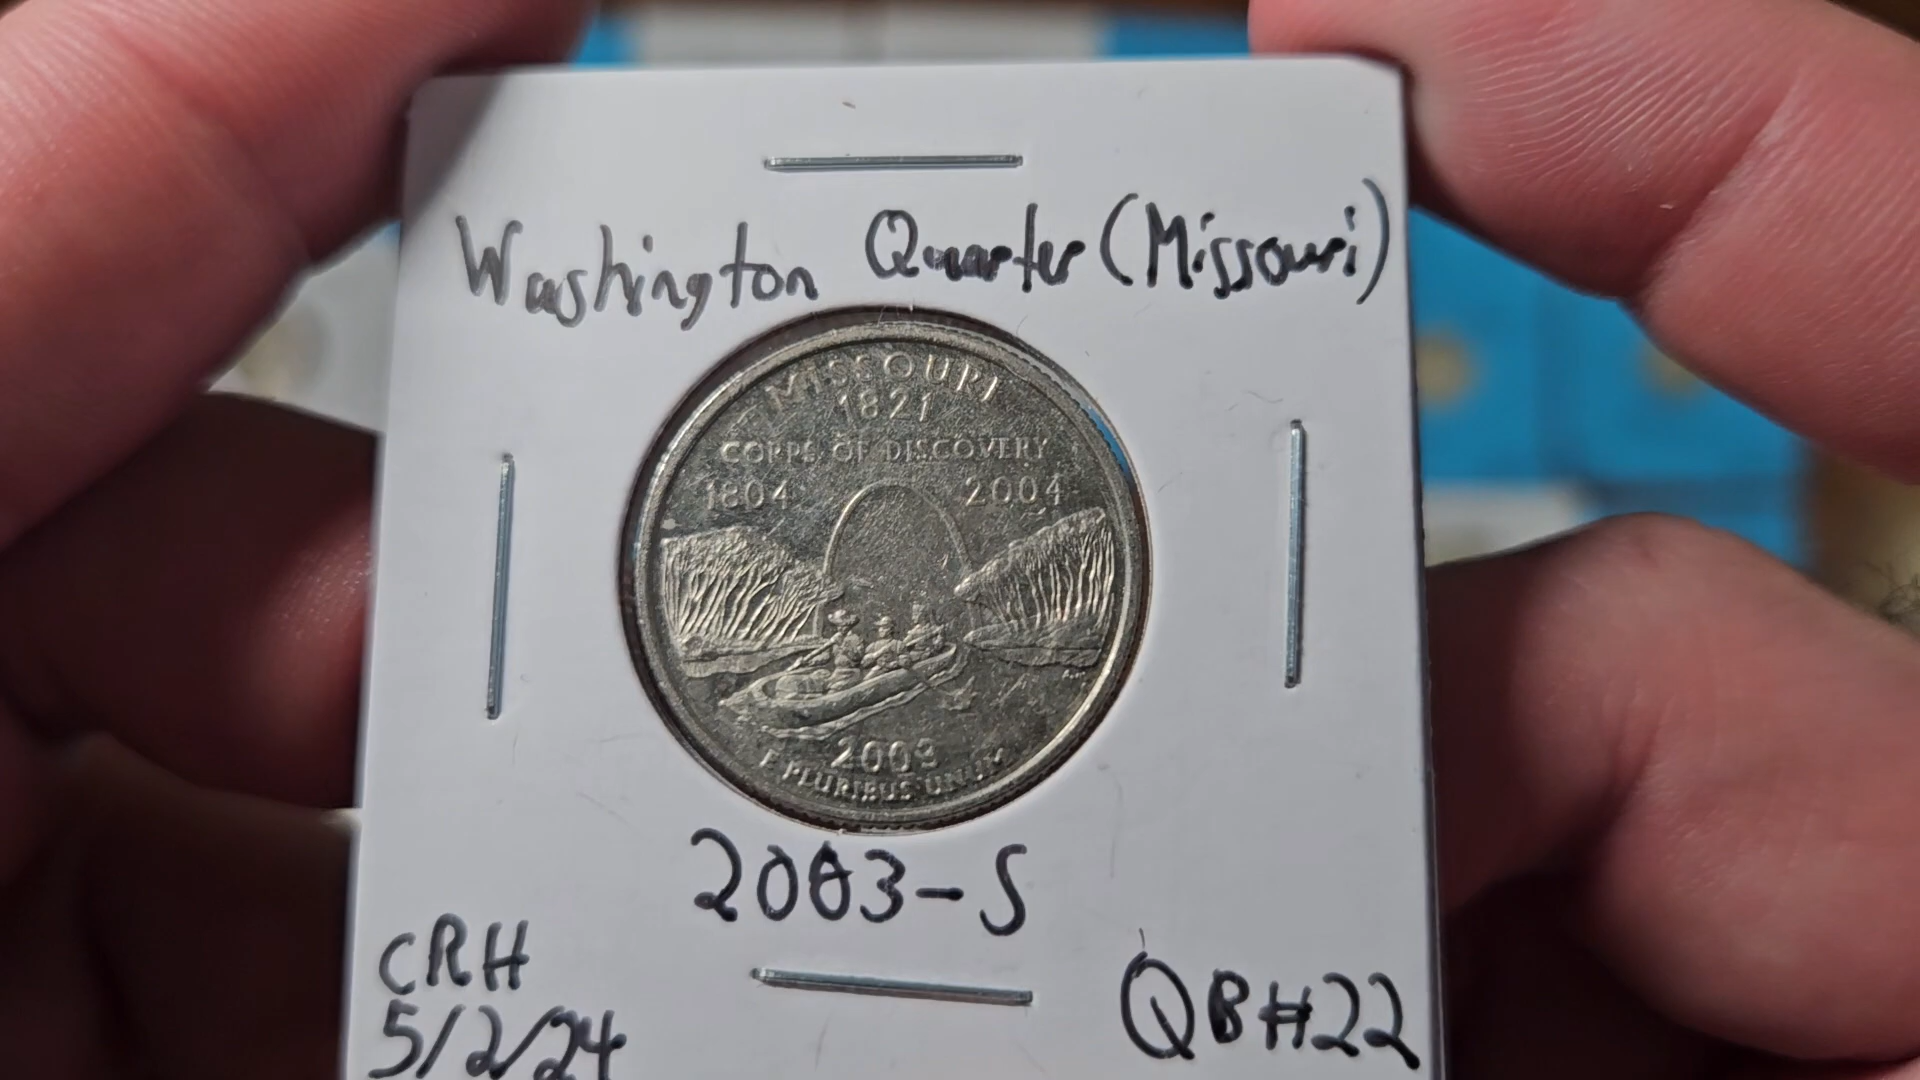 Washington Quarter (Missouri)
MISSOURI
1821
CORPS OF DISCOVERY
1804 2004
2003
E PLURIBUS UNUM
2003-S
CRH
5/2/24
QB#22